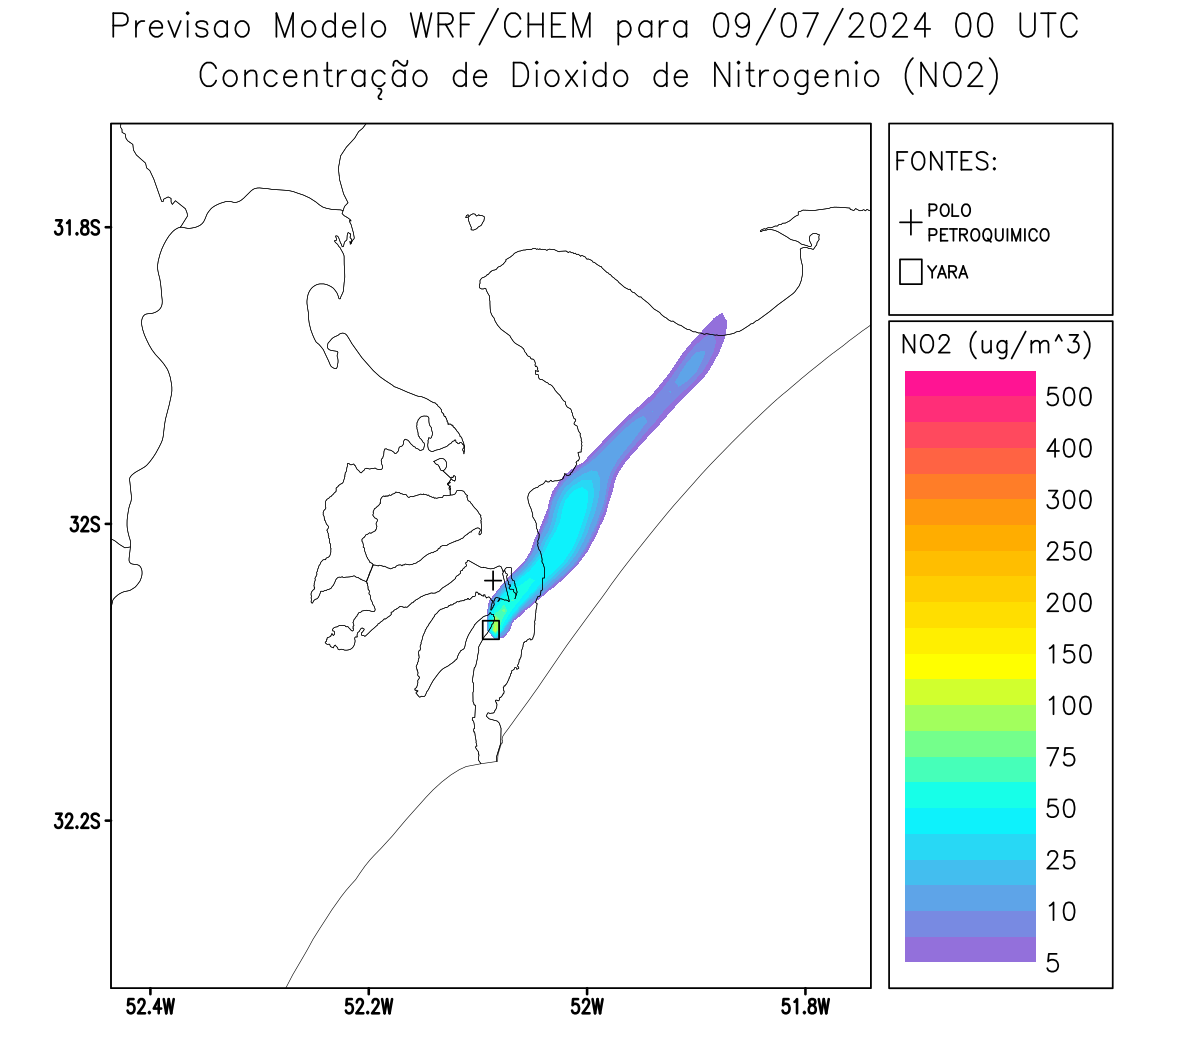 Previsao Modelo WRF/CHEM para 09/07/2024 00 UTC
Concentração de Dioxido de Nitrogenio (NO2)
FONTES:
POLO
PETROQUIMICO
YARA
NO2 (ug/m^3)
500
400
300
250
200
150
100
75
50
25
10
5
31.8S
32S
32.2S
52.4W
52.2W
52W
51.8W